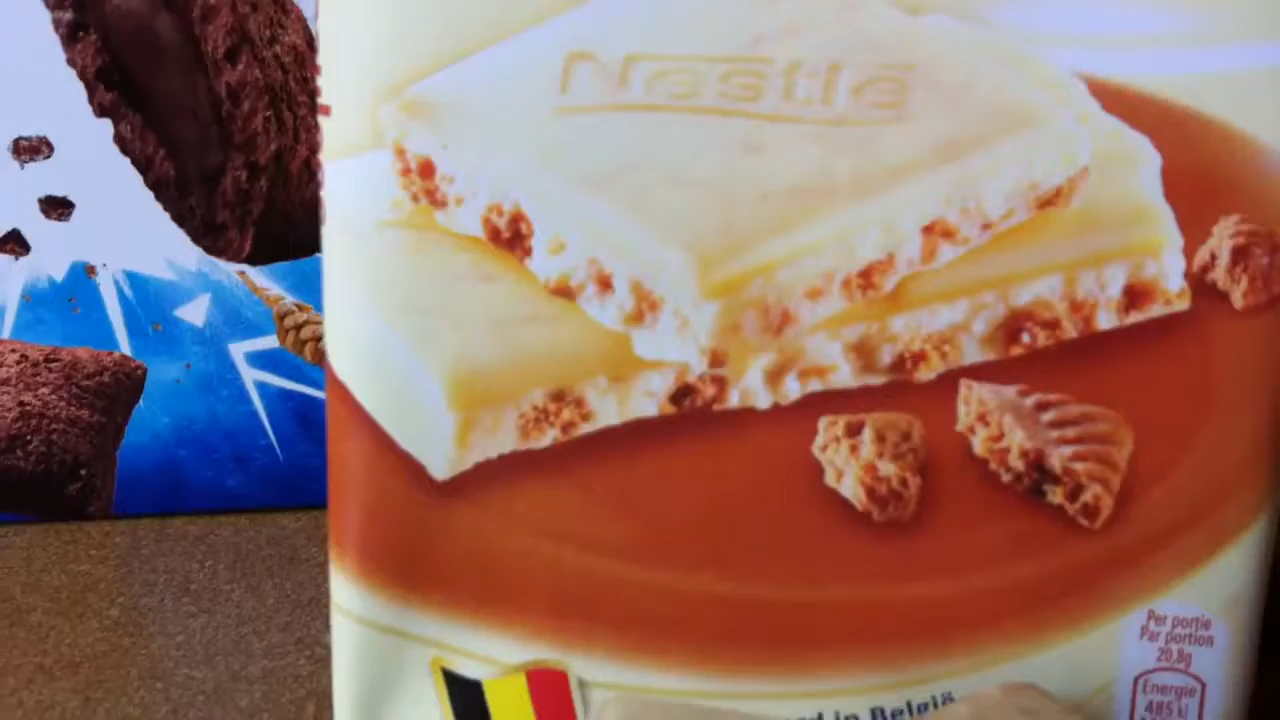 Nestlé
Per portie
Par portion
20,8g
Energie
485 kJ
in België